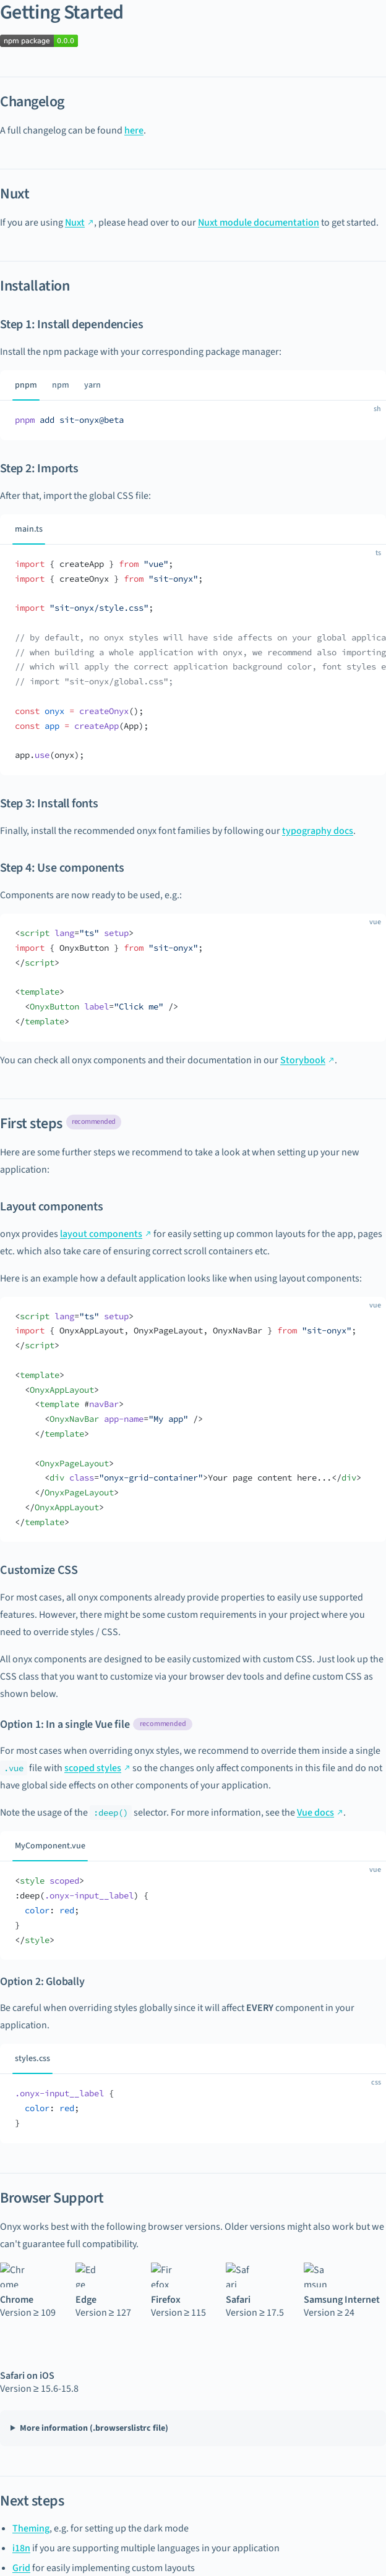 Getting Started
npm package 0.0.0
Changelog
A full changelog can be found here.
Nuxt
If you are using Nuxt ↗, please head over to our Nuxt module documentation to get started.
Installation
Step 1: Install dependencies
Install the npm package with your corresponding package manager:
pnpm npm yarn
sh
pnpm add sit-onyx@beta
Step 2: Imports
After that, import the global CSS file:
main.ts
ts
import { createApp } from "vue";
import { createOnyx } from "sit-onyx";
import "sit-onyx/style.css";
// by default, no onyx styles will have side affects on your global applica
// when building a whole application with onyx, we recommend also importing
// which will apply the correct application background color, font styles e
// import "sit-onyx/global.css";
const onyx = createOnyx();
const app = createApp(App);
app.use(onyx);
Step 3: Install fonts
Finally, install the recommended onyx font families by following our typography docs.
Step 4: Use components
Components are now ready to be used, e.g.:
vue
<script lang="ts" setup>
import { OnyxButton } from "sit-onyx";
</script>
<template>
  <OnyxButton label="Click me" />
</template>
You can check all onyx components and their documentation in our Storybook ↗.
First steps recommended
Here are some further steps we recommend to take a look at when setting up your new
application:
Layout components
onyx provides layout components ↗ for easily setting up common layouts for the app, pages
etc. which also take care of ensuring correct scroll containers etc.
Here is an example how a default application looks like when using layout components:
vue
<script lang="ts" setup>
import { OnyxAppLayout, OnyxPageLayout, OnyxNavBar } from "sit-onyx";
</script>
<template>
  <OnyxAppLayout>
    <template #navBar>
      <OnyxNavBar app-name="My app" />
    </template>
    <OnyxPageLayout>
      <div class="onyx-grid-container">Your page content here...</div>
    </OnyxPageLayout>
  </OnyxAppLayout>
</template>
Customize CSS
For most cases, all onyx components already provide properties to easily use supported
features. However, there might be some custom requirements in your project where you
need to override styles / CSS.
All onyx components are designed to be easily customized with custom CSS. Just look up the
CSS class that you want to customize via your browser dev tools and define custom CSS as
shown below.
Option 1: In a single Vue file recommended
For most cases when overriding onyx styles, we recommend to override them inside a single
.vue file with scoped styles ↗ so the changes only affect components in this file and do not
have global side effects on other components of your application.
Note the usage of the :deep() selector. For more information, see the Vue docs ↗.
MyComponent.vue
vue
<style scoped>
:deep(.onyx-input__label) {
  color: red;
}
</style>
Option 2: Globally
Be careful when overriding styles globally since it will affect EVERY component in your
application.
styles.css
css
.onyx-input__label {
  color: red;
}
Browser Support
Onyx works best with the following browser versions. Older versions might also work but we
can't guarantee full compatibility.
Chrome Edge Firefox Safari Samsun
Chrome Edge Firefox Safari Samsung Internet
Version ≥ 109 Version ≥ 127 Version ≥ 115 Version ≥ 17.5 Version ≥ 24
Safari on iOS
Version ≥ 15.6-15.8
▶ More information (.browserslistrc file)
Next steps
• Theming, e.g. for setting up the dark mode
• i18n if you are supporting multiple languages in your application
• Grid for easily implementing custom layouts